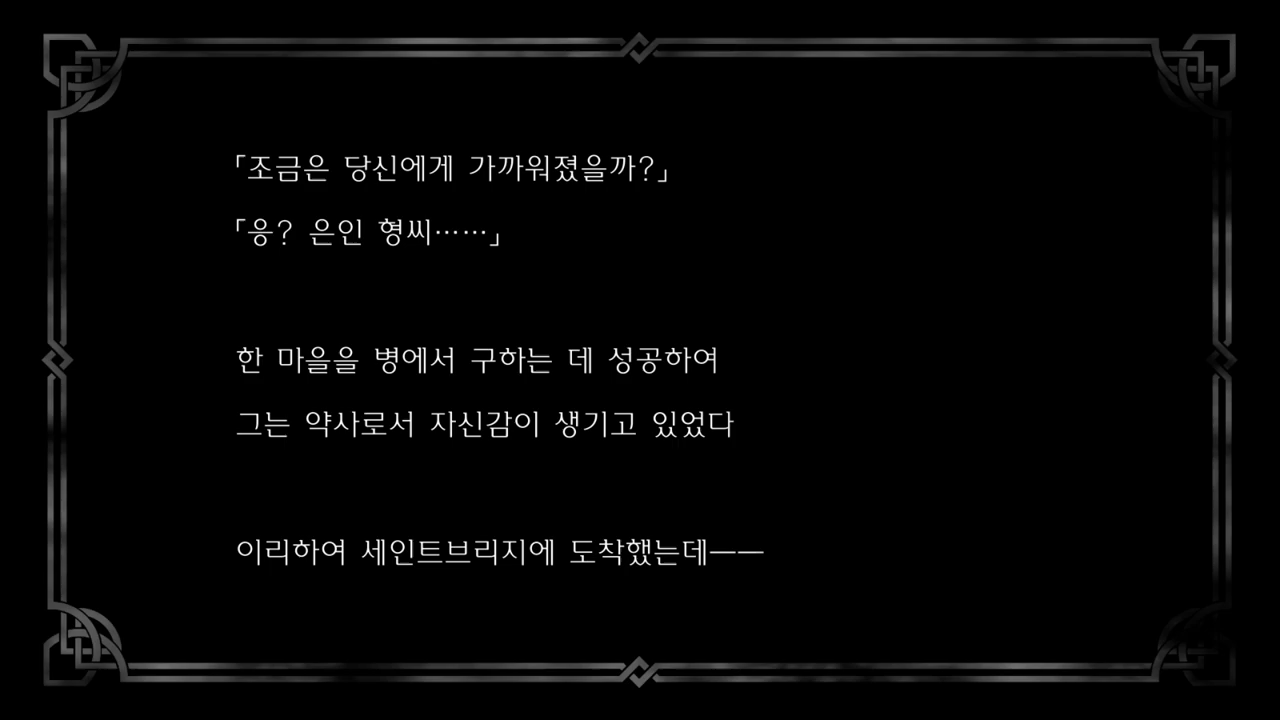 「조금은 당신에게 가까워졌을까?」
「응? 은인 형씨……」
한 마을을 병에서 구하는 데 성공하여
그는 약사로서 자신감이 생기고 있었다
이리하여 세인트브리지에 도착했는데──